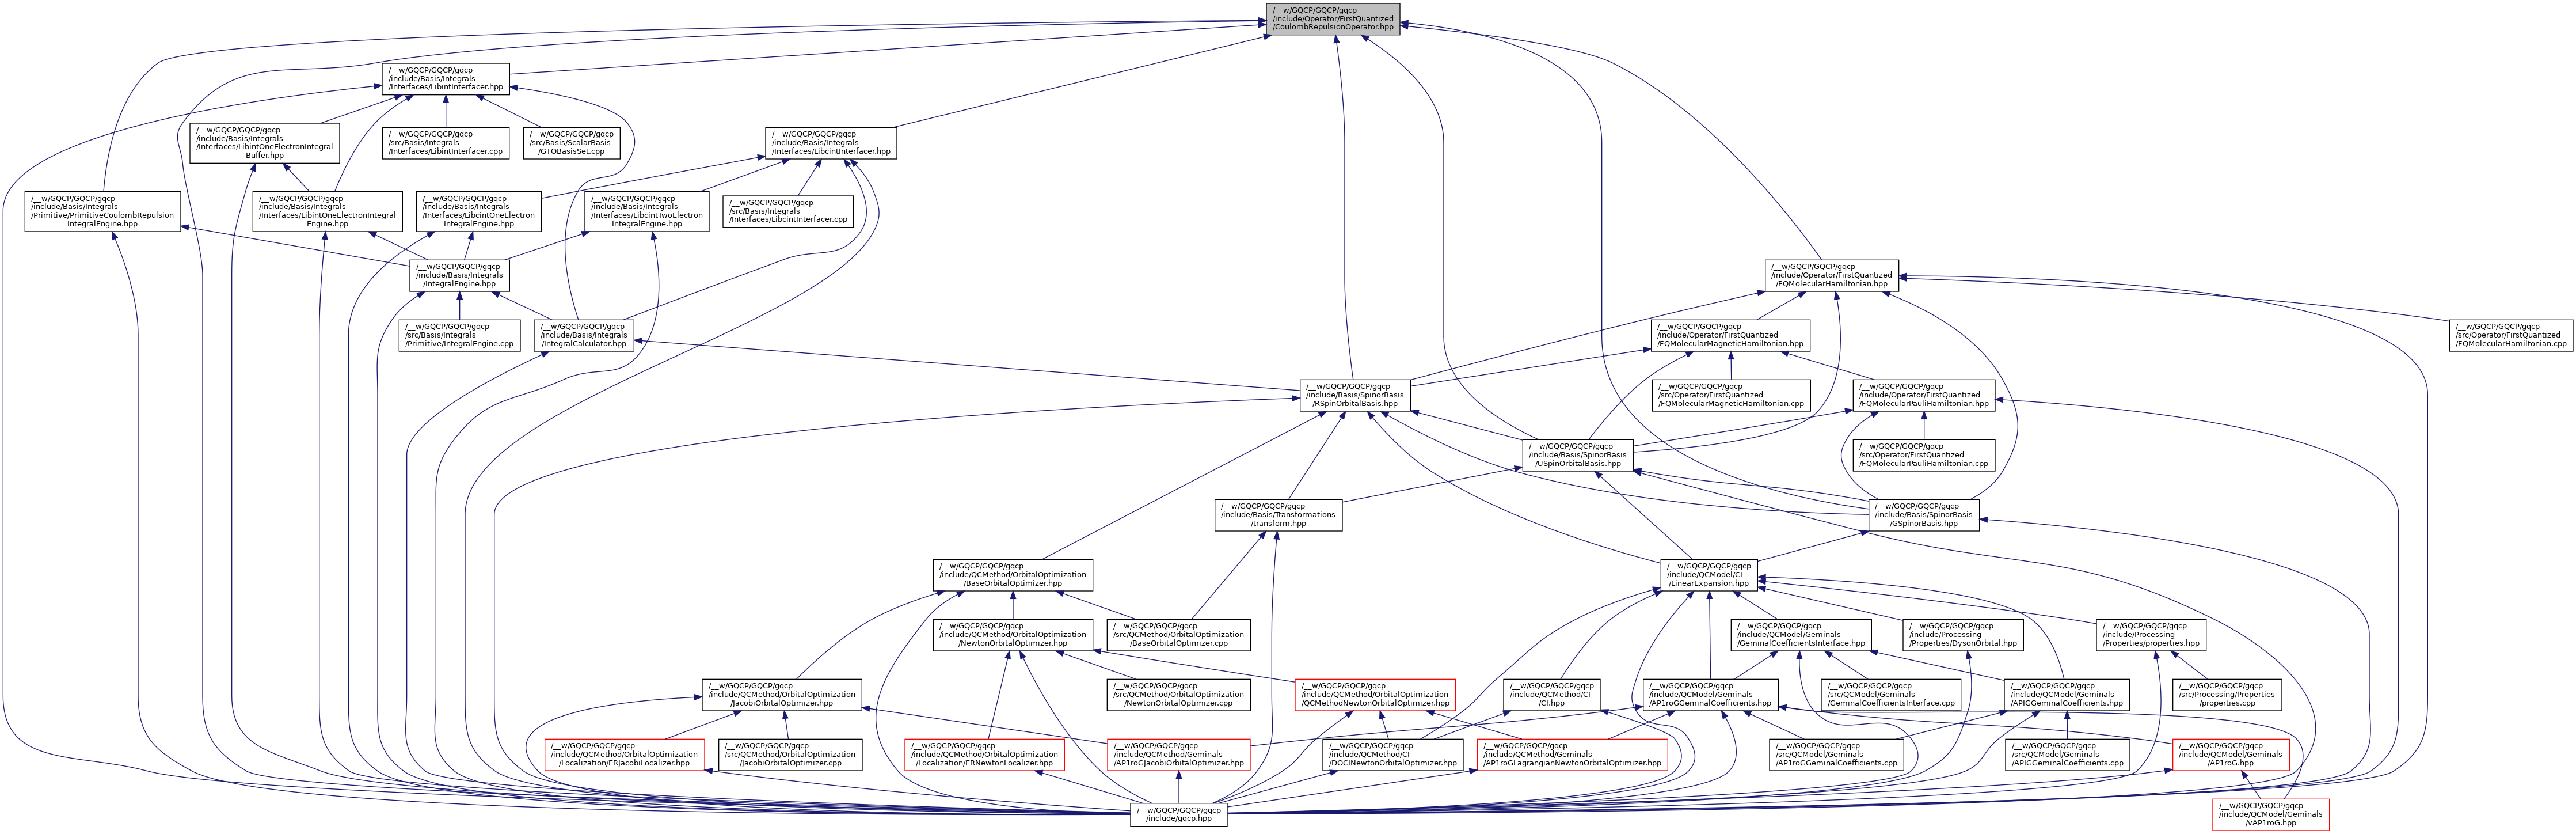 /__w/GQCP/GQCP/gqcp
/include/Operator/FirstQuantized
/CoulombRepulsionOperator.hpp
/__w/GQCP/GQCP/gqcp
/include/Basis/Integrals
/Interfaces/LibintInterfacer.hpp
/__w/GQCP/GQCP/gqcp
/include/Basis/Integrals
/Interfaces/LibintOneElectronIntegral
Buffer.hpp
/__w/GQCP/GQCP/gqcp
/src/Basis/Integrals
/Interfaces/LibintInterfacer.cpp
/__w/GQCP/GQCP/gqcp
/src/Basis/ScalarBasis
/GTOBasisSet.cpp
/__w/GQCP/GQCP/gqcp
/include/Basis/Integrals
/Interfaces/LibcintInterfacer.hpp
/__w/GQCP/GQCP/gqcp
/include/Basis/Integrals
/Primitive/PrimitiveCoulombRepulsion
IntegralEngine.hpp
/__w/GQCP/GQCP/gqcp
/include/Basis/Integrals
/Interfaces/LibintOneElectronIntegral
Engine.hpp
/__w/GQCP/GQCP/gqcp
/include/Basis/Integrals
/Interfaces/LibcintOneElectron
IntegralEngine.hpp
/__w/GQCP/GQCP/gqcp
/include/Basis/Integrals
/Interfaces/LibcintTwoElectron
IntegralEngine.hpp
/__w/GQCP/GQCP/gqcp
/src/Basis/Integrals
/Interfaces/LibcintInterfacer.cpp
/__w/GQCP/GQCP/gqcp
/include/Basis/Integrals
/IntegralEngine.hpp
/__w/GQCP/GQCP/gqcp
/include/Operator/FirstQuantized
/FQMolecularHamiltonian.hpp
/__w/GQCP/GQCP/gqcp
/src/Basis/Integrals
/Primitive/IntegralEngine.cpp
/__w/GQCP/GQCP/gqcp
/include/Basis/Integrals
/IntegralCalculator.hpp
/__w/GQCP/GQCP/gqcp
/include/Operator/FirstQuantized
/FQMolecularMagneticHamiltonian.hpp
/__w/GQCP/GQCP/gqcp
/src/Operator/FirstQuantized
/FQMolecularHamiltonian.cpp
/__w/GQCP/GQCP/gqcp
/include/Basis/SpinorBasis
/RSpinOrbitalBasis.hpp
/__w/GQCP/GQCP/gqcp
/src/Operator/FirstQuantized
/FQMolecularMagneticHamiltonian.cpp
/__w/GQCP/GQCP/gqcp
/include/Operator/FirstQuantized
/FQMolecularPauliHamiltonian.hpp
/__w/GQCP/GQCP/gqcp
/include/Basis/SpinorBasis
/USpinOrbitalBasis.hpp
/__w/GQCP/GQCP/gqcp
/src/Operator/FirstQuantized
/FQMolecularPauliHamiltonian.cpp
/__w/GQCP/GQCP/gqcp
/include/Basis/Transformations
/transform.hpp
/__w/GQCP/GQCP/gqcp
/include/Basis/SpinorBasis
/GSpinorBasis.hpp
/__w/GQCP/GQCP/gqcp
/include/QCMethod/OrbitalOptimization
/BaseOrbitalOptimizer.hpp
/__w/GQCP/GQCP/gqcp
/include/QCModel/CI
/LinearExpansion.hpp
/__w/GQCP/GQCP/gqcp
/include/QCMethod/OrbitalOptimization
/NewtonOrbitalOptimizer.hpp
/__w/GQCP/GQCP/gqcp
/src/QCMethod/OrbitalOptimization
/BaseOrbitalOptimizer.cpp
/__w/GQCP/GQCP/gqcp
/include/QCModel/Geminals
/GeminalCoefficientsInterface.hpp
/__w/GQCP/GQCP/gqcp
/include/Processing
/Properties/DysonOrbital.hpp
/__w/GQCP/GQCP/gqcp
/include/Processing
/Properties/properties.hpp
/__w/GQCP/GQCP/gqcp
/include/QCMethod/OrbitalOptimization
/JacobiOrbitalOptimizer.hpp
/__w/GQCP/GQCP/gqcp
/src/QCMethod/OrbitalOptimization
/NewtonOrbitalOptimizer.cpp
/__w/GQCP/GQCP/gqcp
/include/QCMethod/OrbitalOptimization
/QCMethodNewtonOrbitalOptimizer.hpp
/__w/GQCP/GQCP/gqcp
/include/QCMethod/CI
/CI.hpp
/__w/GQCP/GQCP/gqcp
/include/QCModel/Geminals
/AP1roGGeminalCoefficients.hpp
/__w/GQCP/GQCP/gqcp
/src/QCModel/Geminals
/GeminalCoefficientsInterface.cpp
/__w/GQCP/GQCP/gqcp
/include/QCModel/Geminals
/APIGGeminalCoefficients.hpp
/__w/GQCP/GQCP/gqcp
/src/Processing/Properties
/properties.cpp
/__w/GQCP/GQCP/gqcp
/include/QCMethod/OrbitalOptimization
/Localization/ERJacobiLocalizer.hpp
/__w/GQCP/GQCP/gqcp
/src/QCMethod/OrbitalOptimization
/JacobiOrbitalOptimizer.cpp
/__w/GQCP/GQCP/gqcp
/include/QCMethod/OrbitalOptimization
/Localization/ERNewtonLocalizer.hpp
/__w/GQCP/GQCP/gqcp
/include/QCMethod/Geminals
/AP1roGJacobiOrbitalOptimizer.hpp
/__w/GQCP/GQCP/gqcp
/include/QCMethod/CI
/DOCINewtonOrbitalOptimizer.hpp
/__w/GQCP/GQCP/gqcp
/include/QCMethod/Geminals
/AP1roGLagrangianNewtonOrbitalOptimizer.hpp
/__w/GQCP/GQCP/gqcp
/src/QCModel/Geminals
/AP1roGGeminalCoefficients.cpp
/__w/GQCP/GQCP/gqcp
/src/QCModel/Geminals
/APIGGeminalCoefficients.cpp
/__w/GQCP/GQCP/gqcp
/include/QCModel/Geminals
/AP1roG.hpp
/__w/GQCP/GQCP/gqcp
/include/gqcp.hpp
/__w/GQCP/GQCP/gqcp
/include/QCModel/Geminals
/vAP1roG.hpp